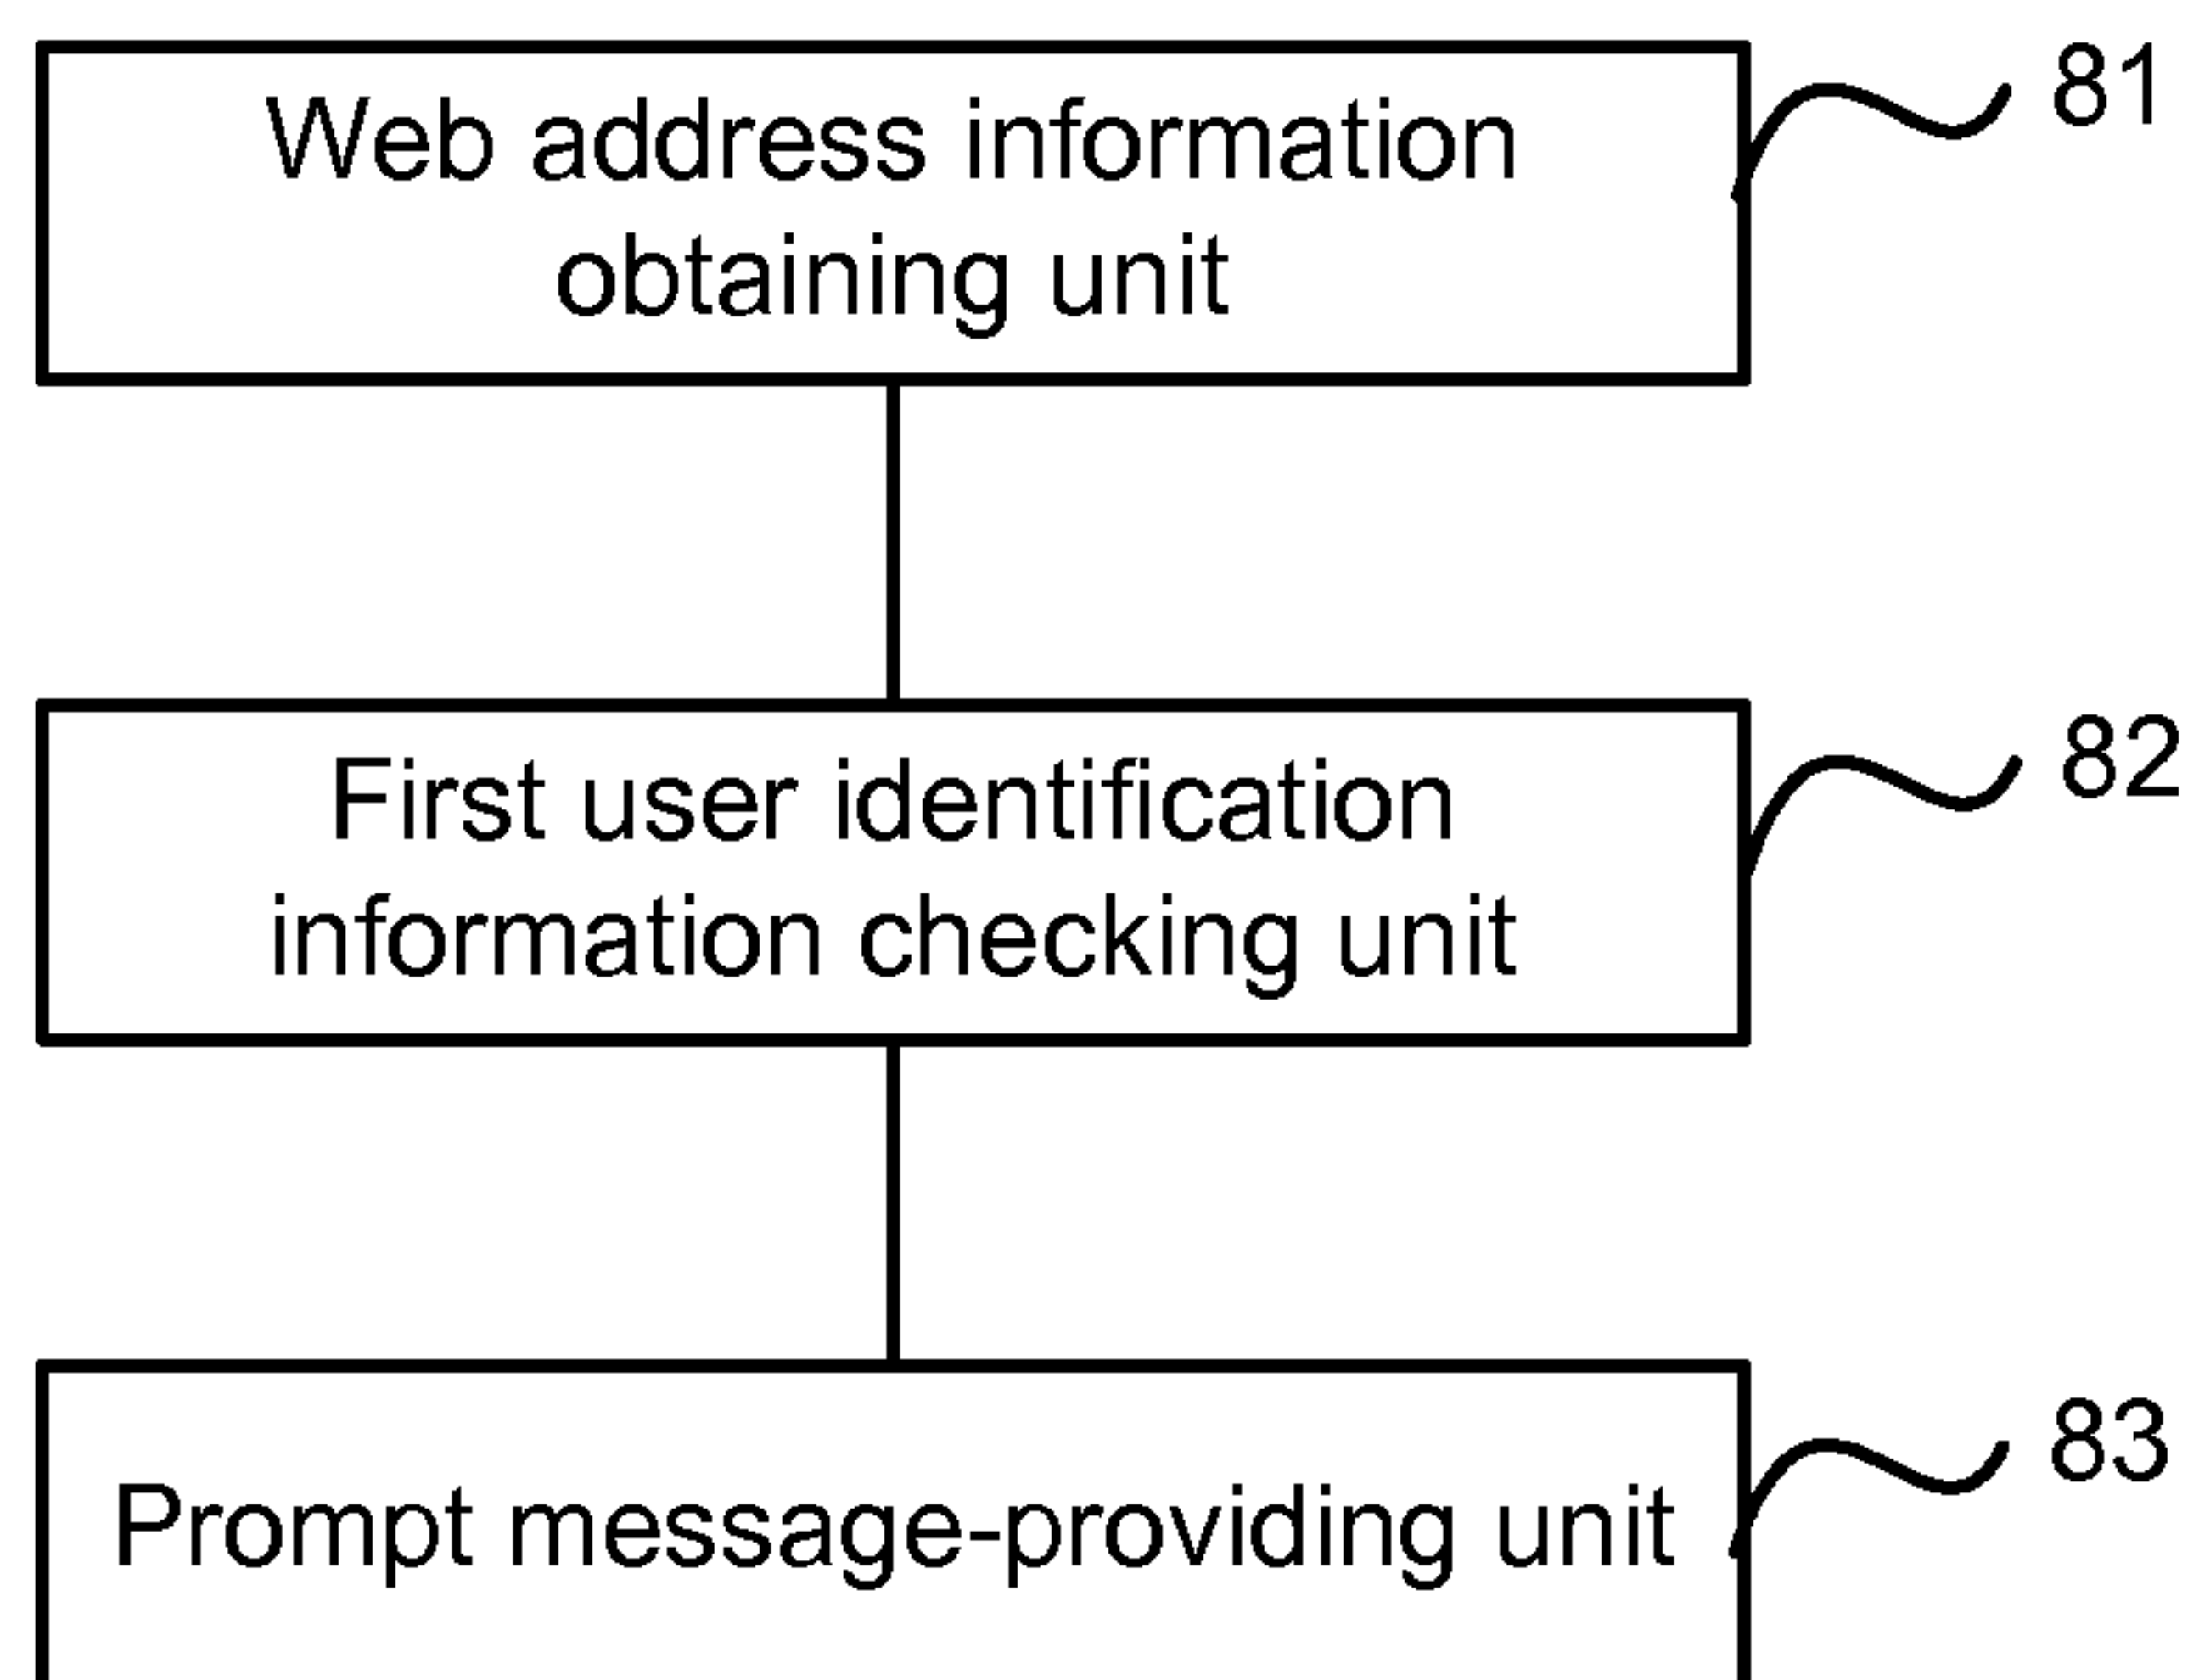 Web address information
obtaining unit
81
First user identification
information checking unit
82
Prompt message-providing unit
83